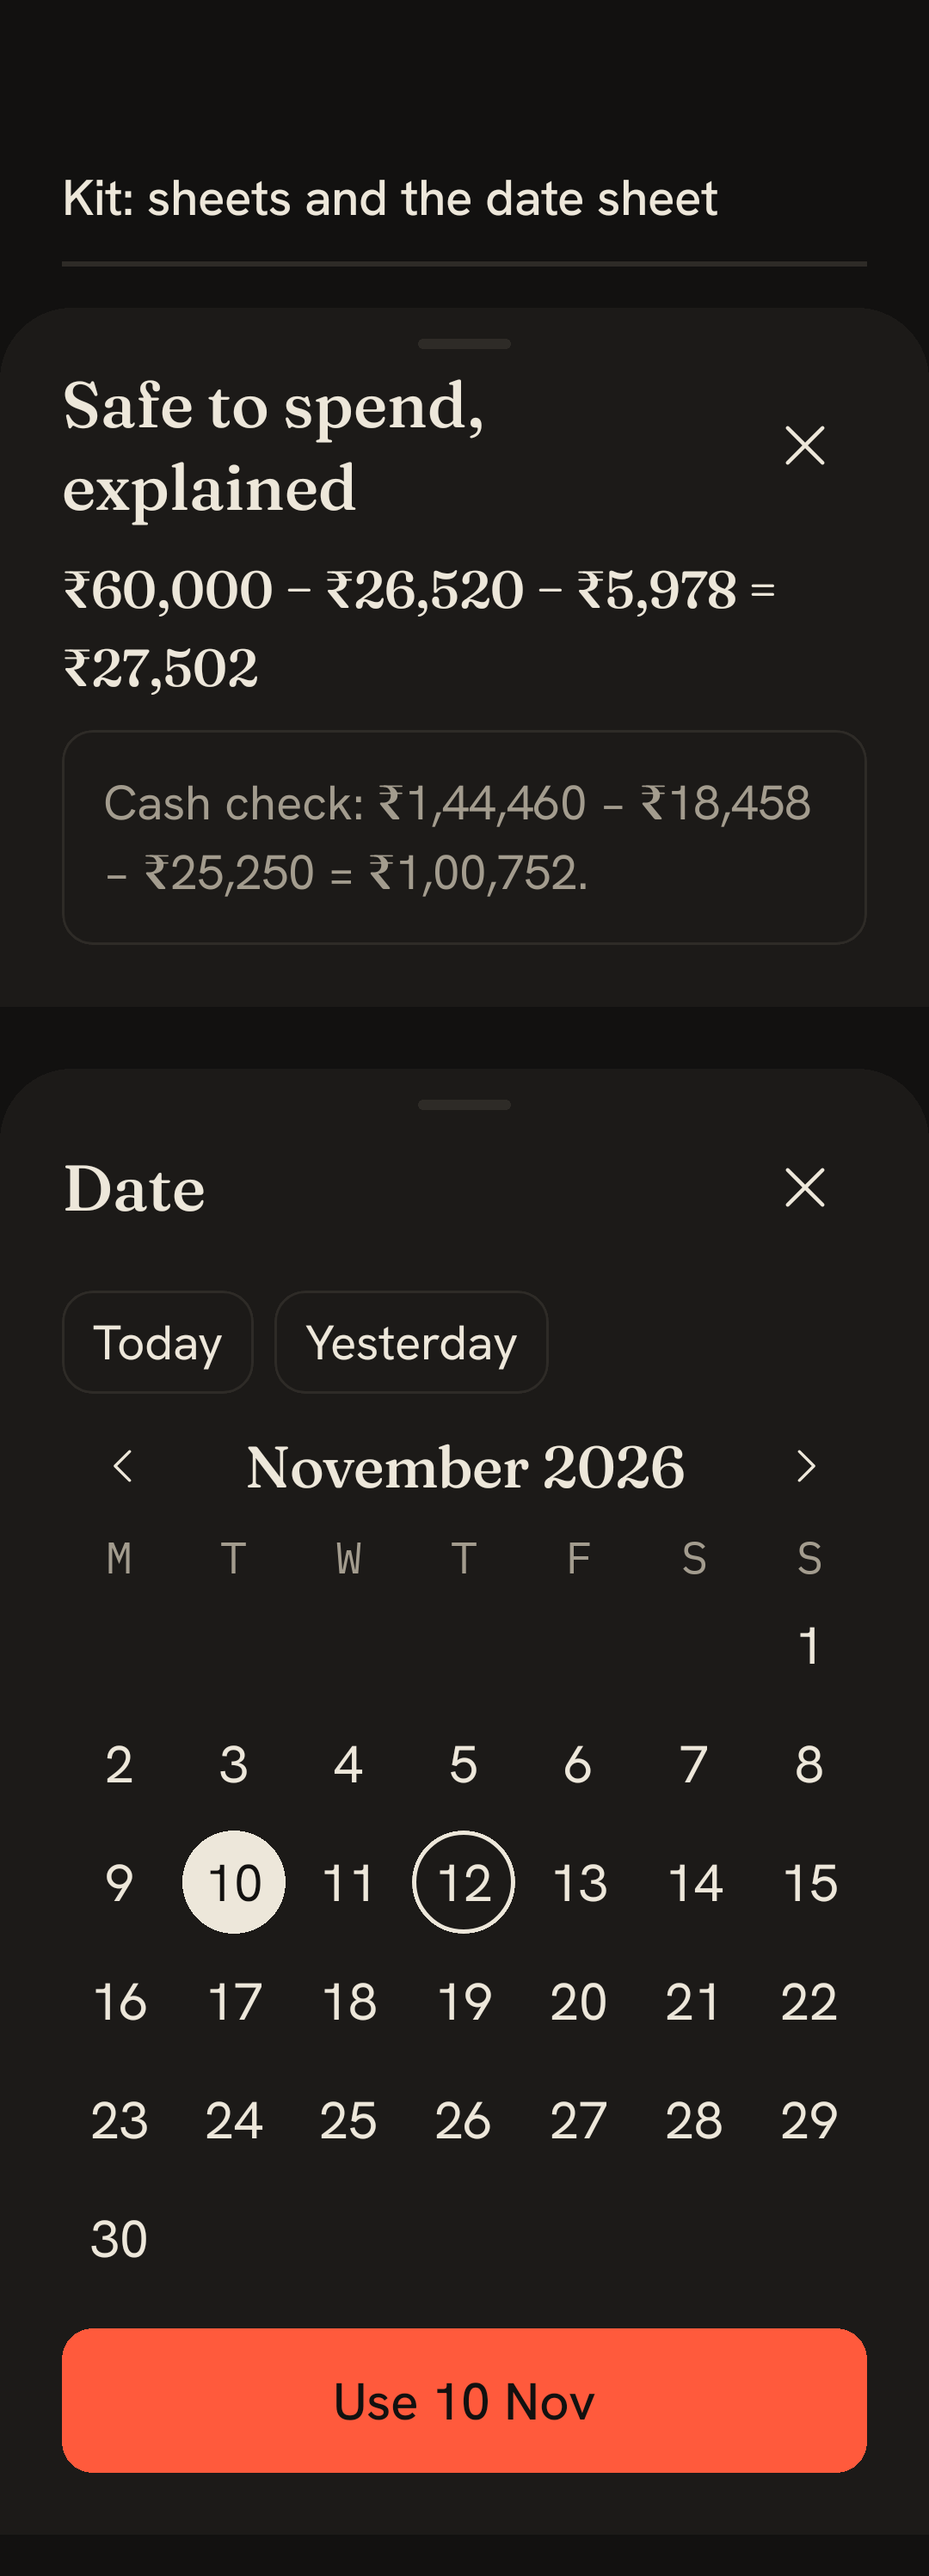 Kit: sheets and the date sheet
Safe to spend,
explained
₹60,000 – ₹26,520 – ₹5,978 =
₹27,502
Cash check: ₹1,44,460 – ₹18,458
– ₹25,250 = ₹1,00,752.
Date
Today Yesterday
November 2026
M T W T F S S
1
2 3 4 5 6 7 8
9 10 11 12 13 14 15
16 17 18 19 20 21 22
23 24 25 26 27 28 29
30
Use 10 Nov